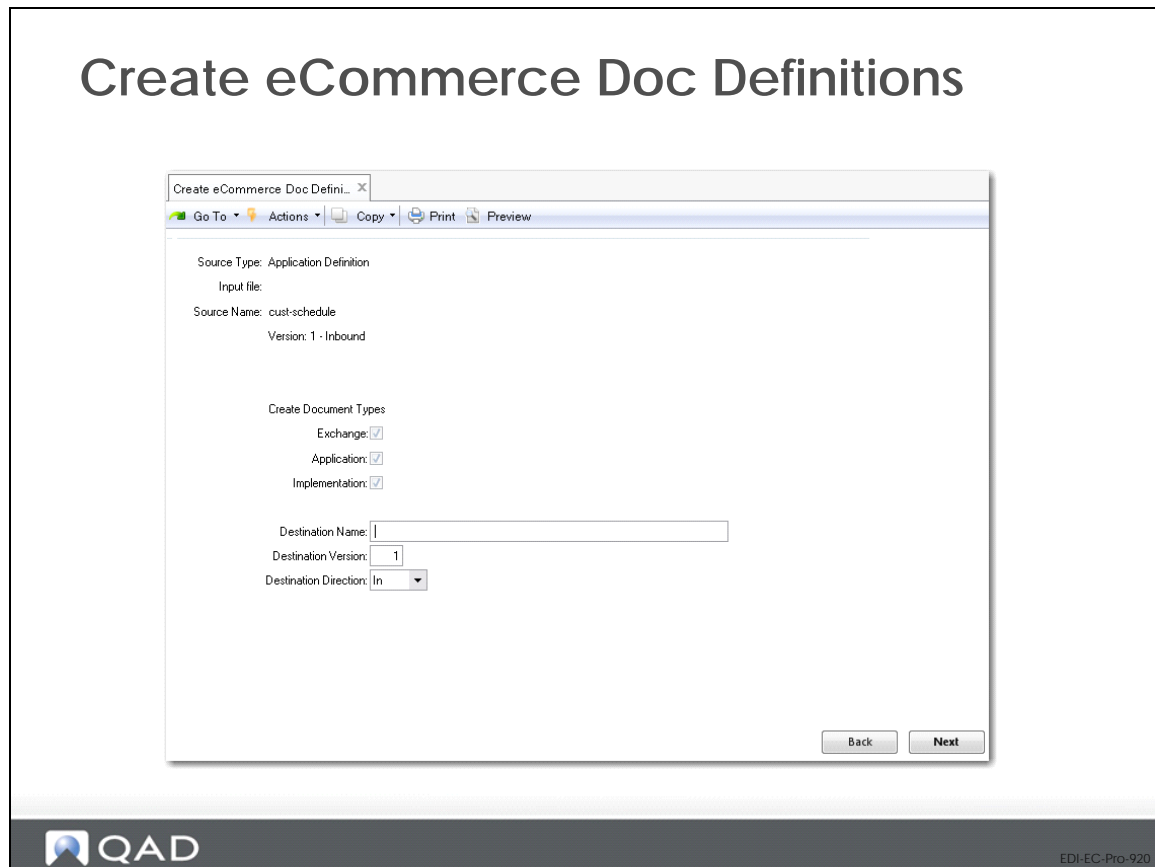 Create eCommerce Doc Definitions
Create eCommerce Doc Defini...
Go To Actions Copy Print Preview
Source Type: Application Definition
Input file:
Source Name: cust-schedule
Version: 1 - Inbound
Create Document Types
Exchange:
Application:
Implementation:
Destination Name:
Destination Version: 1
Destination Direction: In
Back Next
QAD
EDI-EC-Pro-920